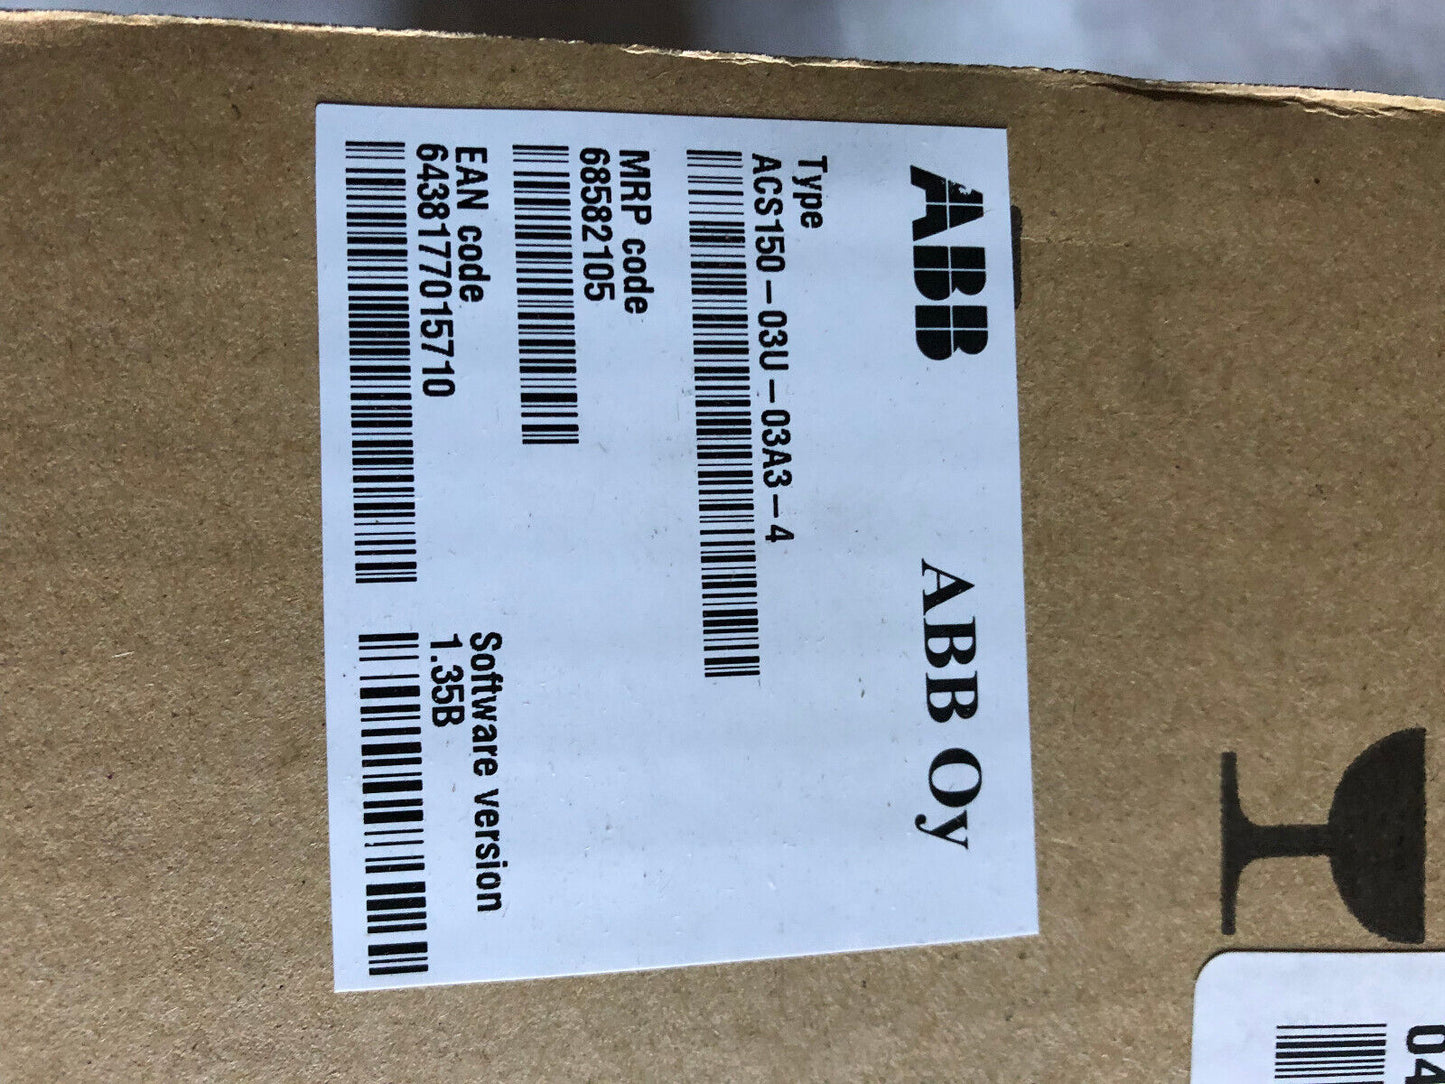 ABB
ABB Oy
Type
ACS150-03U-03A3-4
MRP code
68582105
EAN code
6438177015710
Software version
1.35B
04